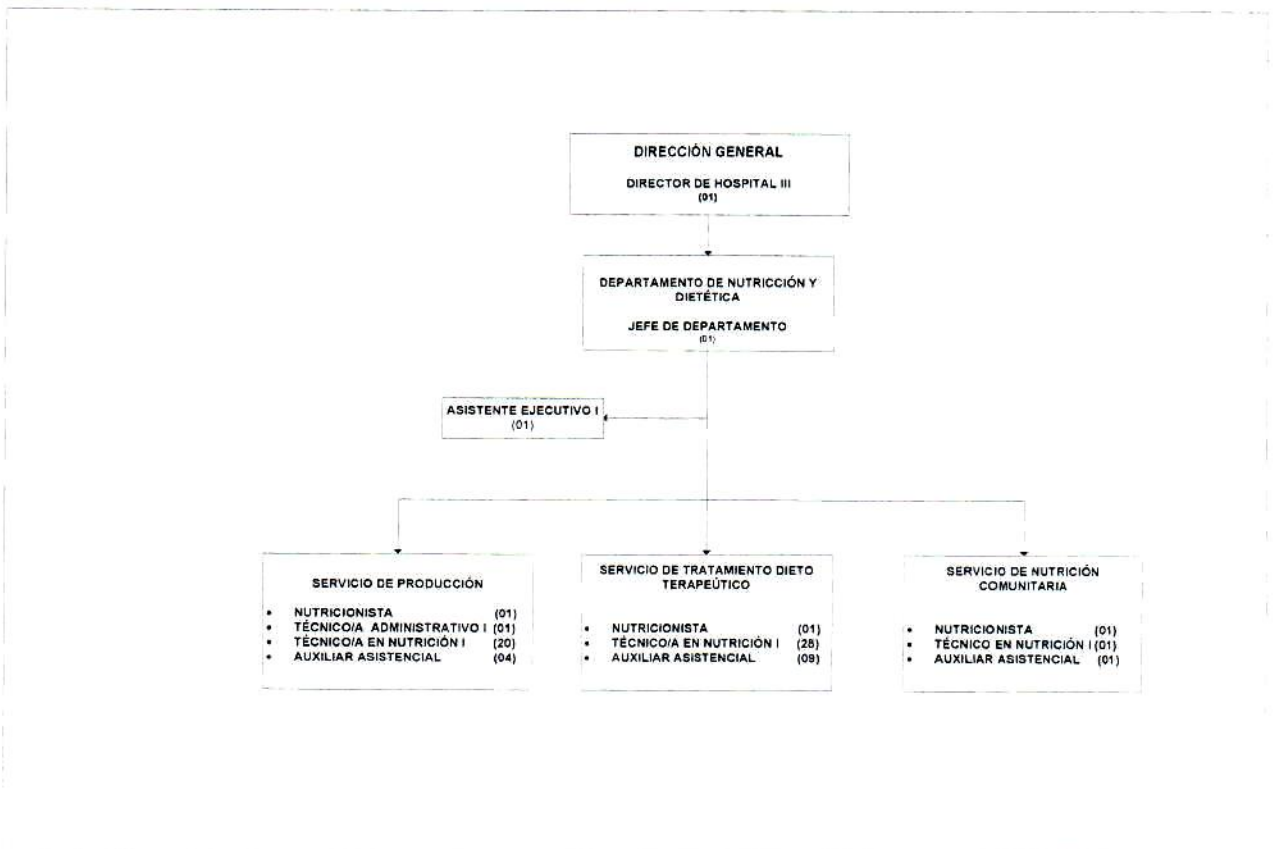 DIRECCIÓN GENERAL
DIRECTOR DE HOSPITAL III
(01)
DEPARTAMENTO DE NUTRICCIÓN Y
DIETÉTICA
JEFE DE DEPARTAMENTO
(01)
ASISTENTE EJECUTIVO I
(01)
SERVICIO DE PRODUCCIÓN
• NUTRICIONISTA (01)
• TÉCNICO/A ADMINISTRATIVO I (01)
• TÉCNICO/A EN NUTRICIÓN I (20)
• AUXILIAR ASISTENCIAL (04)
SERVICIO DE TRATAMIENTO DIETO
TERAPEÚTICO
• NUTRICIONISTA (01)
• TÉCNICO/A EN NUTRICIÓN I (28)
• AUXILIAR ASISTENCIAL (09)
SERVICIO DE NUTRICIÓN
COMUNITARIA
• NUTRICIONISTA (01)
• TÉCNICO EN NUTRICIÓN I (01)
• AUXILIAR ASISTENCIAL (01)